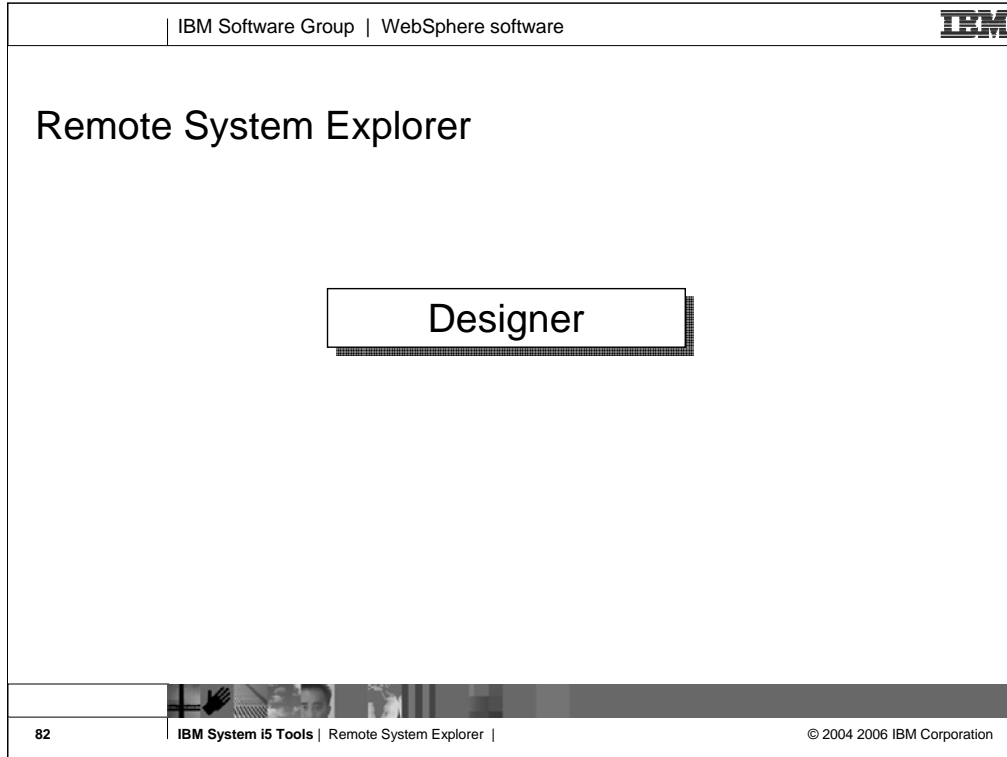 IBM Software Group | WebSphere software
IBM
Remote System Explorer
Designer
82
IBM System i5 Tools | Remote System Explorer |
© 2004 2006 IBM Corporation